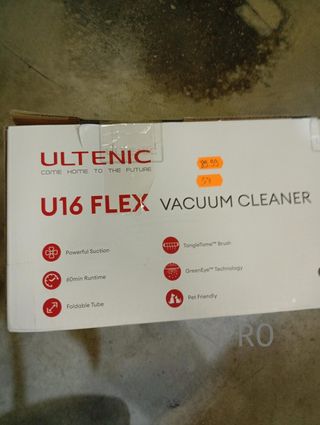 ULTENIC
COME HOME TO THE FUTURE
U16 FLEX VACUUM CLEANER
Powerful Suction
60min Runtime
Foldable Tube
TangleTame™ Brush
GreenEye™ Technology
Pet Friendly
RO